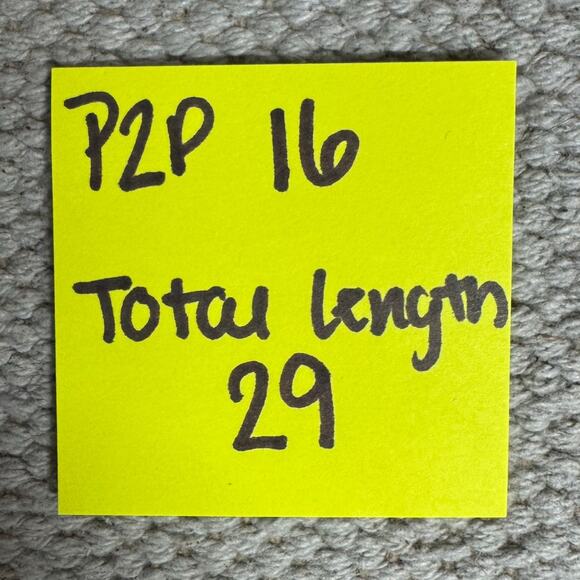 P2P 16
Total length
29